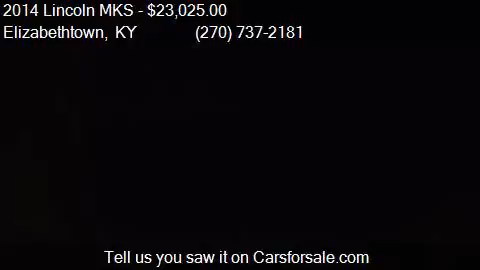 2014 Lincoln MKS - $23,025.00
Elizabethtown, KY (270) 737-2181
Tell us you saw it on Carsforsale.com